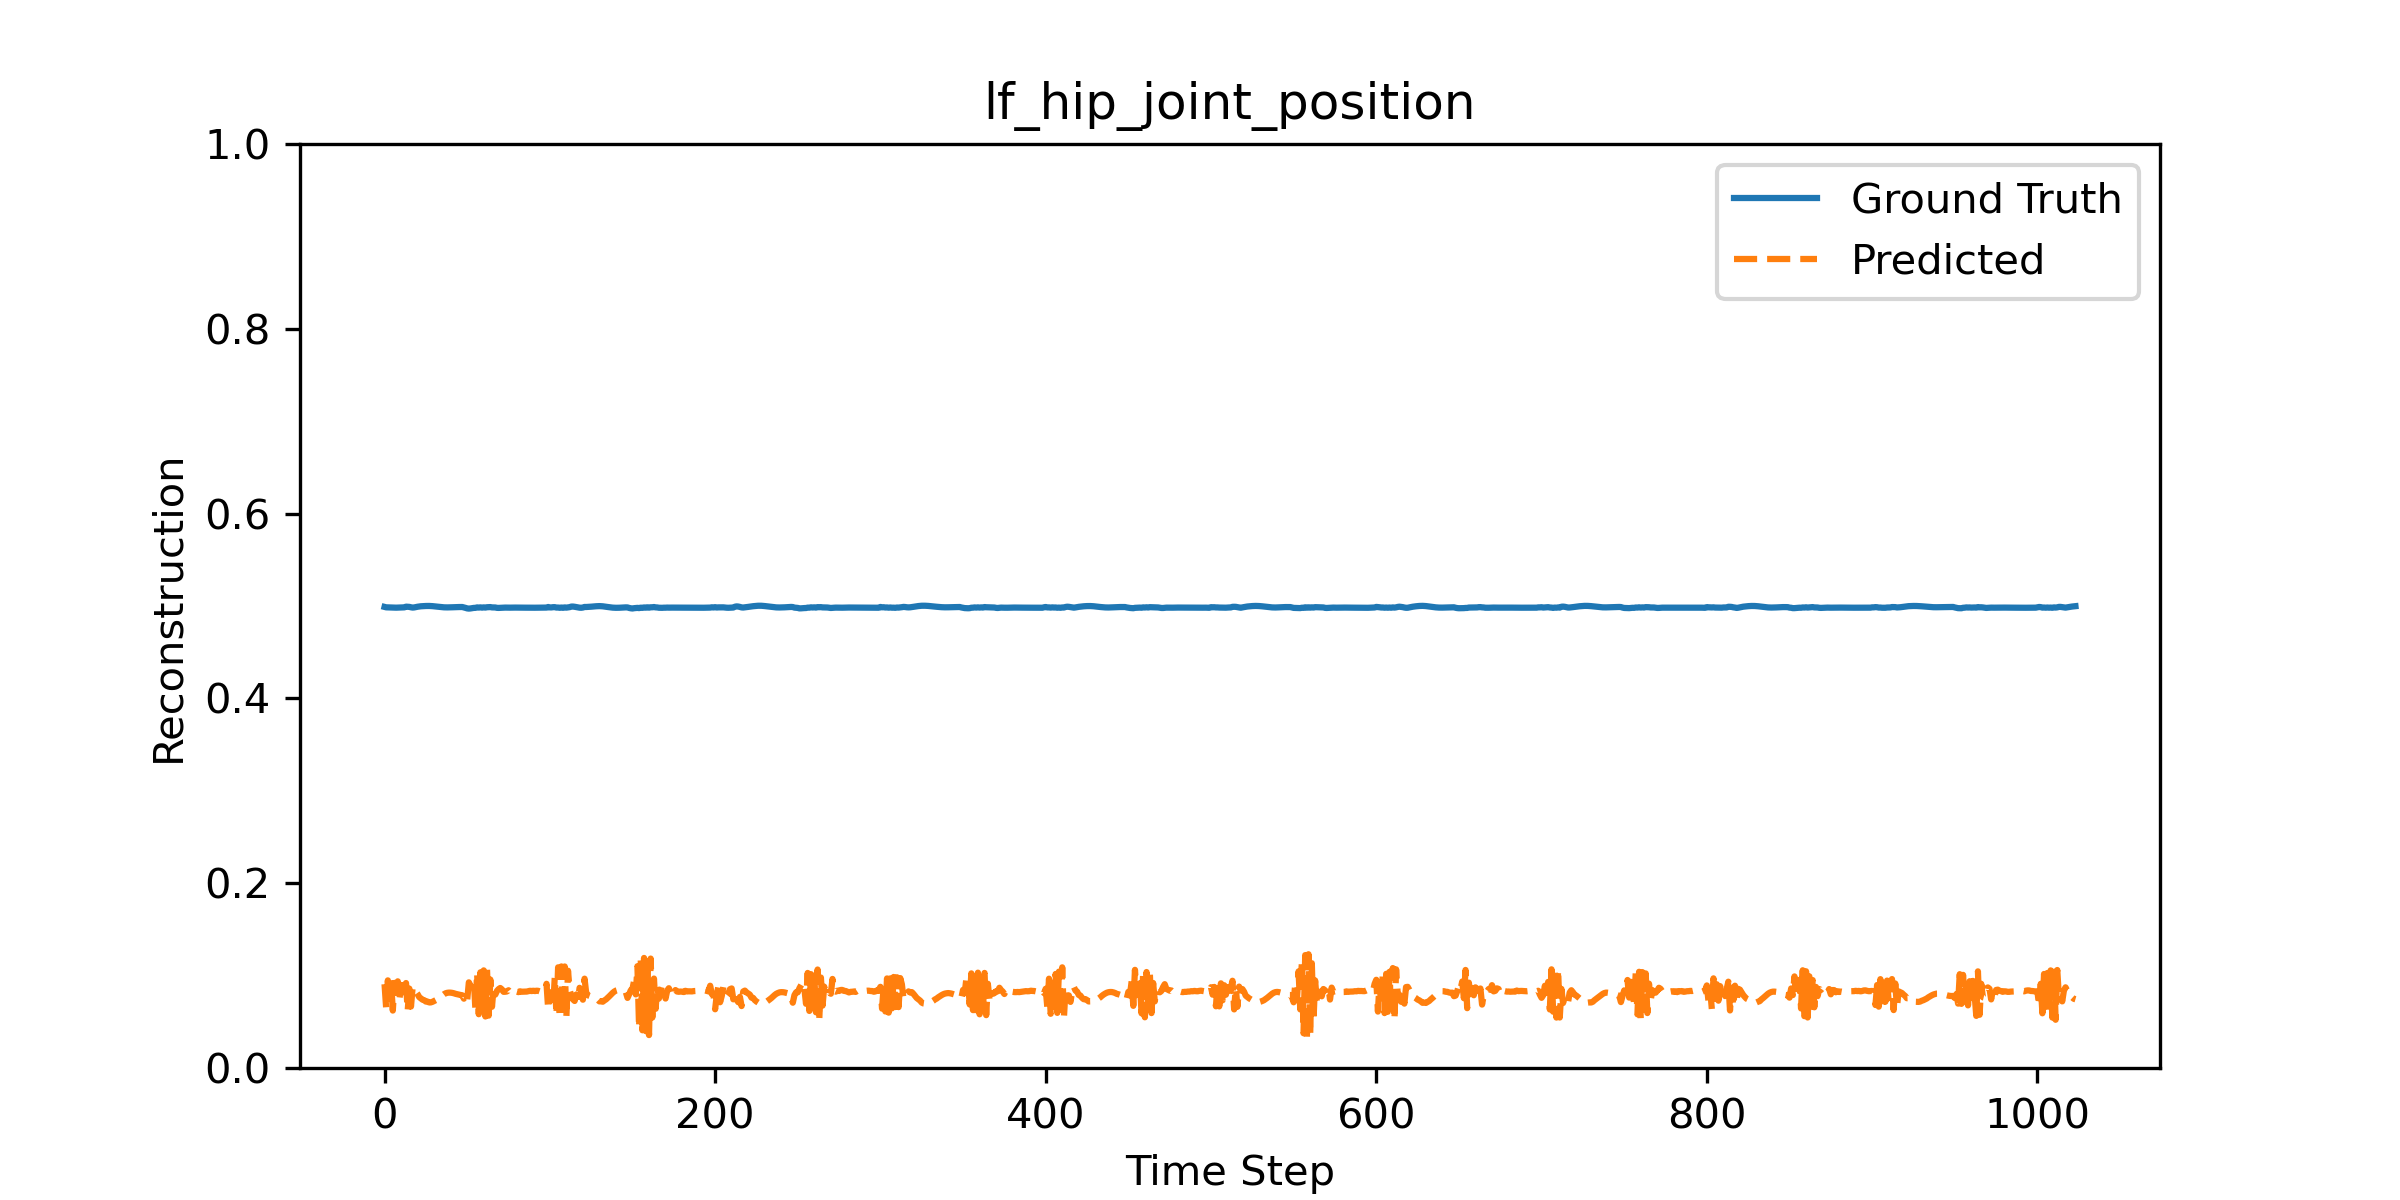 lf_hip_joint_position
1.0
0.8
0.6
0.4
0.2
0.0
Reconstruction
Ground Truth
Predicted
0 200 400 600 800 1000
Time Step